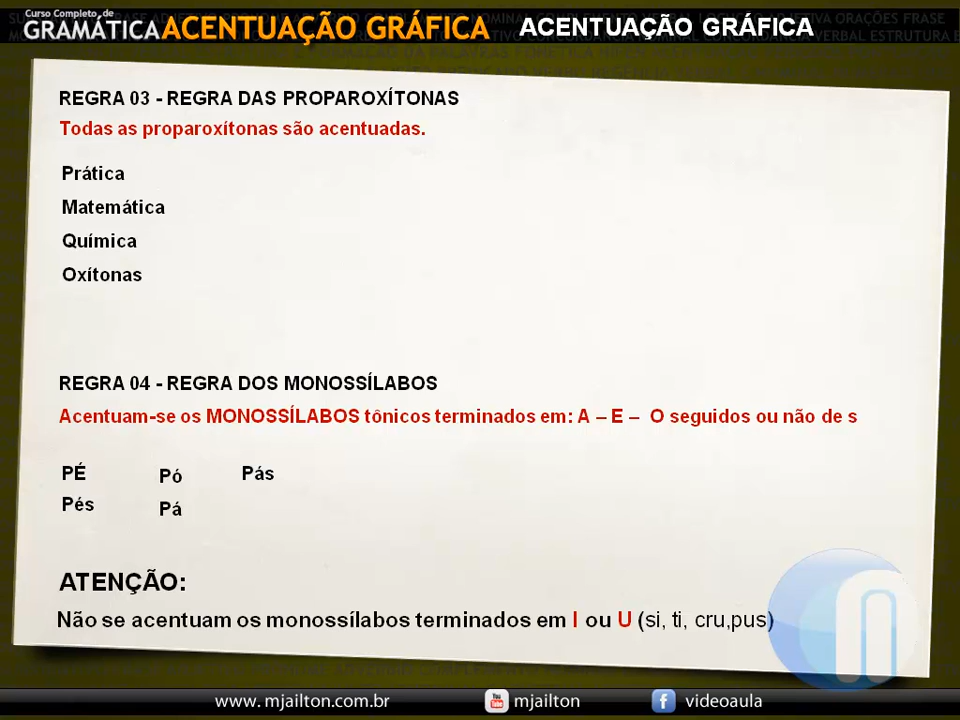 Curso Completo de
GRAMÁTICA ACENTUAÇÃO GRÁFICA
ACENTUAÇÃO GRÁFICA
REGRA 03 - REGRA DAS PROPAROXÍTONAS
Todas as proparoxítonas são acentuadas.
Prática
Matemática
Química
Oxítonas
REGRA 04 - REGRA DOS MONOSSÍLABOS
Acentuam-se os MONOSSÍLABOS tônicos terminados em: A – E – O seguidos ou não de s
PÉ Pó Pás
Pés Pá
ATENÇÃO:
Não se acentuam os monossílabos terminados em I ou U (si, ti, cru,pus)
www. mjailton.com.br mjailton videoaula